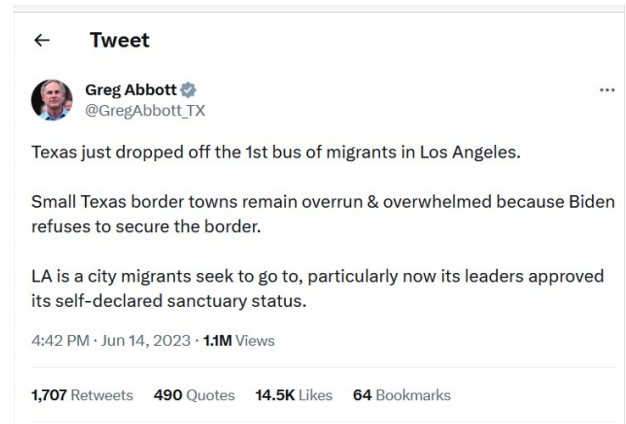 Tweet
Greg Abbott
@GregAbbott_TX
Texas just dropped off the 1st bus of migrants in Los Angeles.
Small Texas border towns remain overrun & overwhelmed because Biden
refuses to secure the border.
LA is a city migrants seek to go to, particularly now its leaders approved
its self-declared sanctuary status.
4:42 PM · Jun 14, 2023 · 1.1M Views
1,707 Retweets 490 Quotes 14.5K Likes 64 Bookmarks